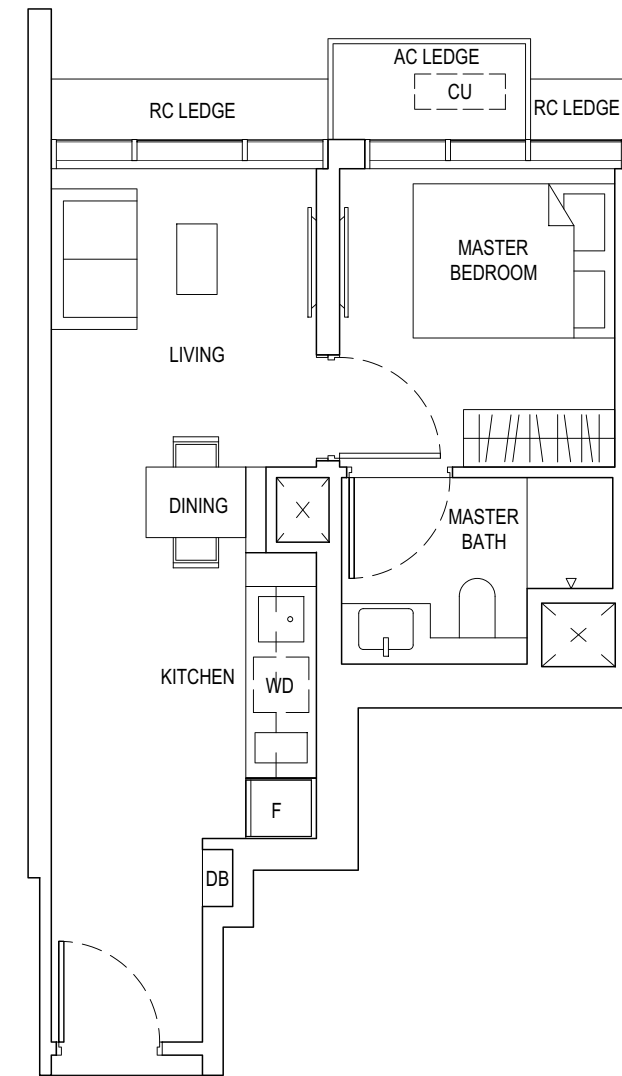 AC LEDGE
CU
RC LEDGE
RC LEDGE
MASTER
BEDROOM
LIVING
DINING
MASTER
BATH
KITCHEN
WD
F
DB